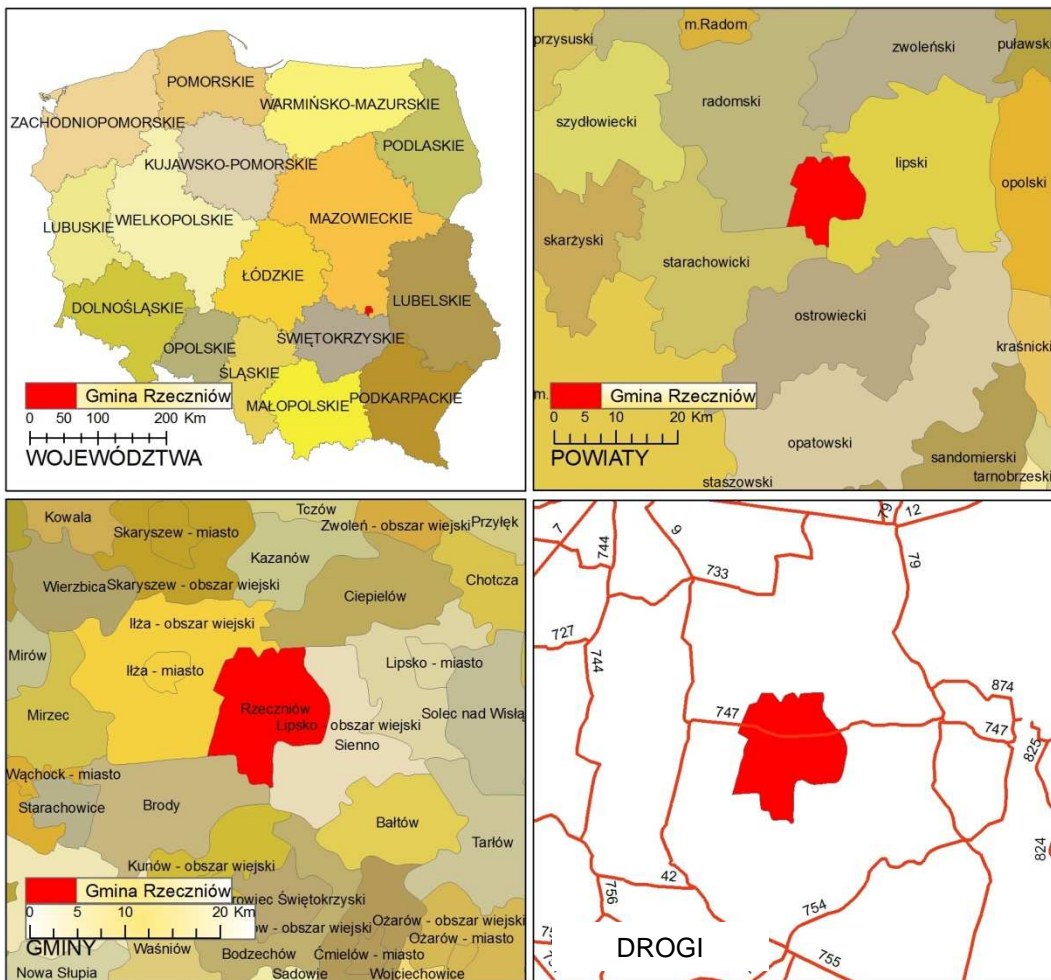 POMORSKIE
WARMIŃSKO-MAZURSKIE
ZACHODNIOPOMORSKIE
PODLASKIE
KUJAWSKO-POMORSKIE
WIELKOPOLSKIE
MAZOWIECKIE
LUBUSKIE
ŁÓDZKIE
DOLNOŚLĄSKIE
LUBELSKIE
OPOLSKIE
ŚWIĘTOKRZYSKIE
ŚLĄSKIE
MAŁOPOLSKIE
PODKARPACKIE
Gmina Rzeczniów
0 50 100 200 Km
WOJEWÓDZTWA
m.Radom
przysuski
zwoleński
puławski
radomski
szydłowiecki
lipski
opolski
skarżyski
starachowicki
ostrowiecki
kraśnicki
m.
Gmina Rzeczniów
0 5 10 20 Km
POWIATY
opatowski
sandomierski
staszowski
tarnobrzeski
Kowala
Tczów
Skaryszew - miasto
Zwoleń - obszar wiejski
Przyłęk
Kazanów
Wierzbica
Skaryszew - obszar wiejski
Chotcza
Ciepielów
Iłża - obszar wiejski
Mirów
Iłża - miasto
Lipsko - miasto
Mirzec
Rzeczniów
Solec nad Wisłą
Lipsko - obszar wiejski
Sienno
Wąchock - miasto
Starachowice
Brody
Bałtów
Tarłów
Kunów - obszar wiejski
Gmina Rzeczniów
rowiec Świętokrzyski
0 5 10 20 Km
Ożarów - obszar wiejski
w - obszar wiejski
Ożarów - miasto
GMINY
Waśniów
Bodzechów
Ćmielów - miasto
Nowa Słupia
Sadowie
Wojciechowice
7
744
9
79
12
733
79
727
744
874
747
747
825
824
42
756
754
755
DROGI